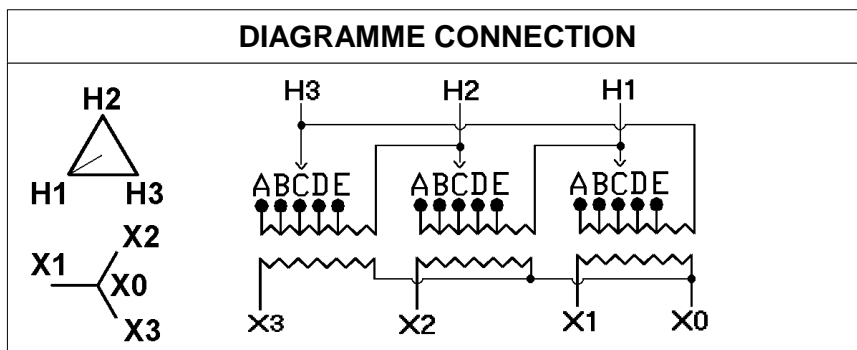 DIAGRAMME CONNECTION
H2
H1 H3
X2
X1 X0
X3
H3 H2 H1
ABCDE ABCDE ABCDE
X3 X2 X1 X0